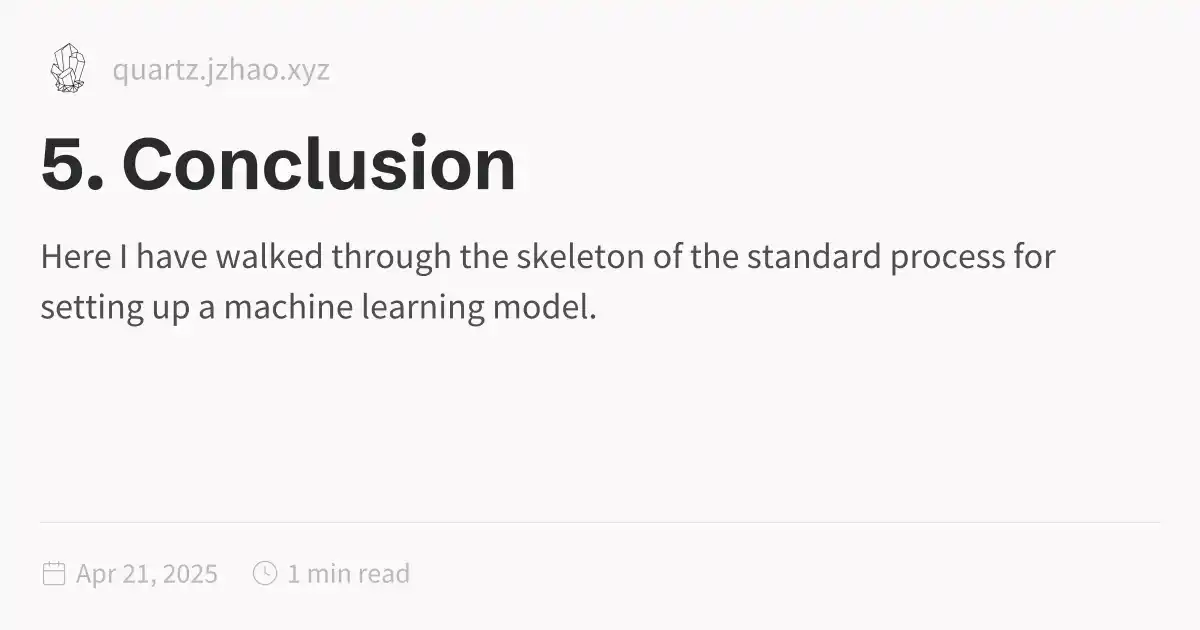 quartz.jzhao.xyz
5. Conclusion
Here I have walked through the skeleton of the standard process for
setting up a machine learning model.
Apr 21, 2025 1 min read